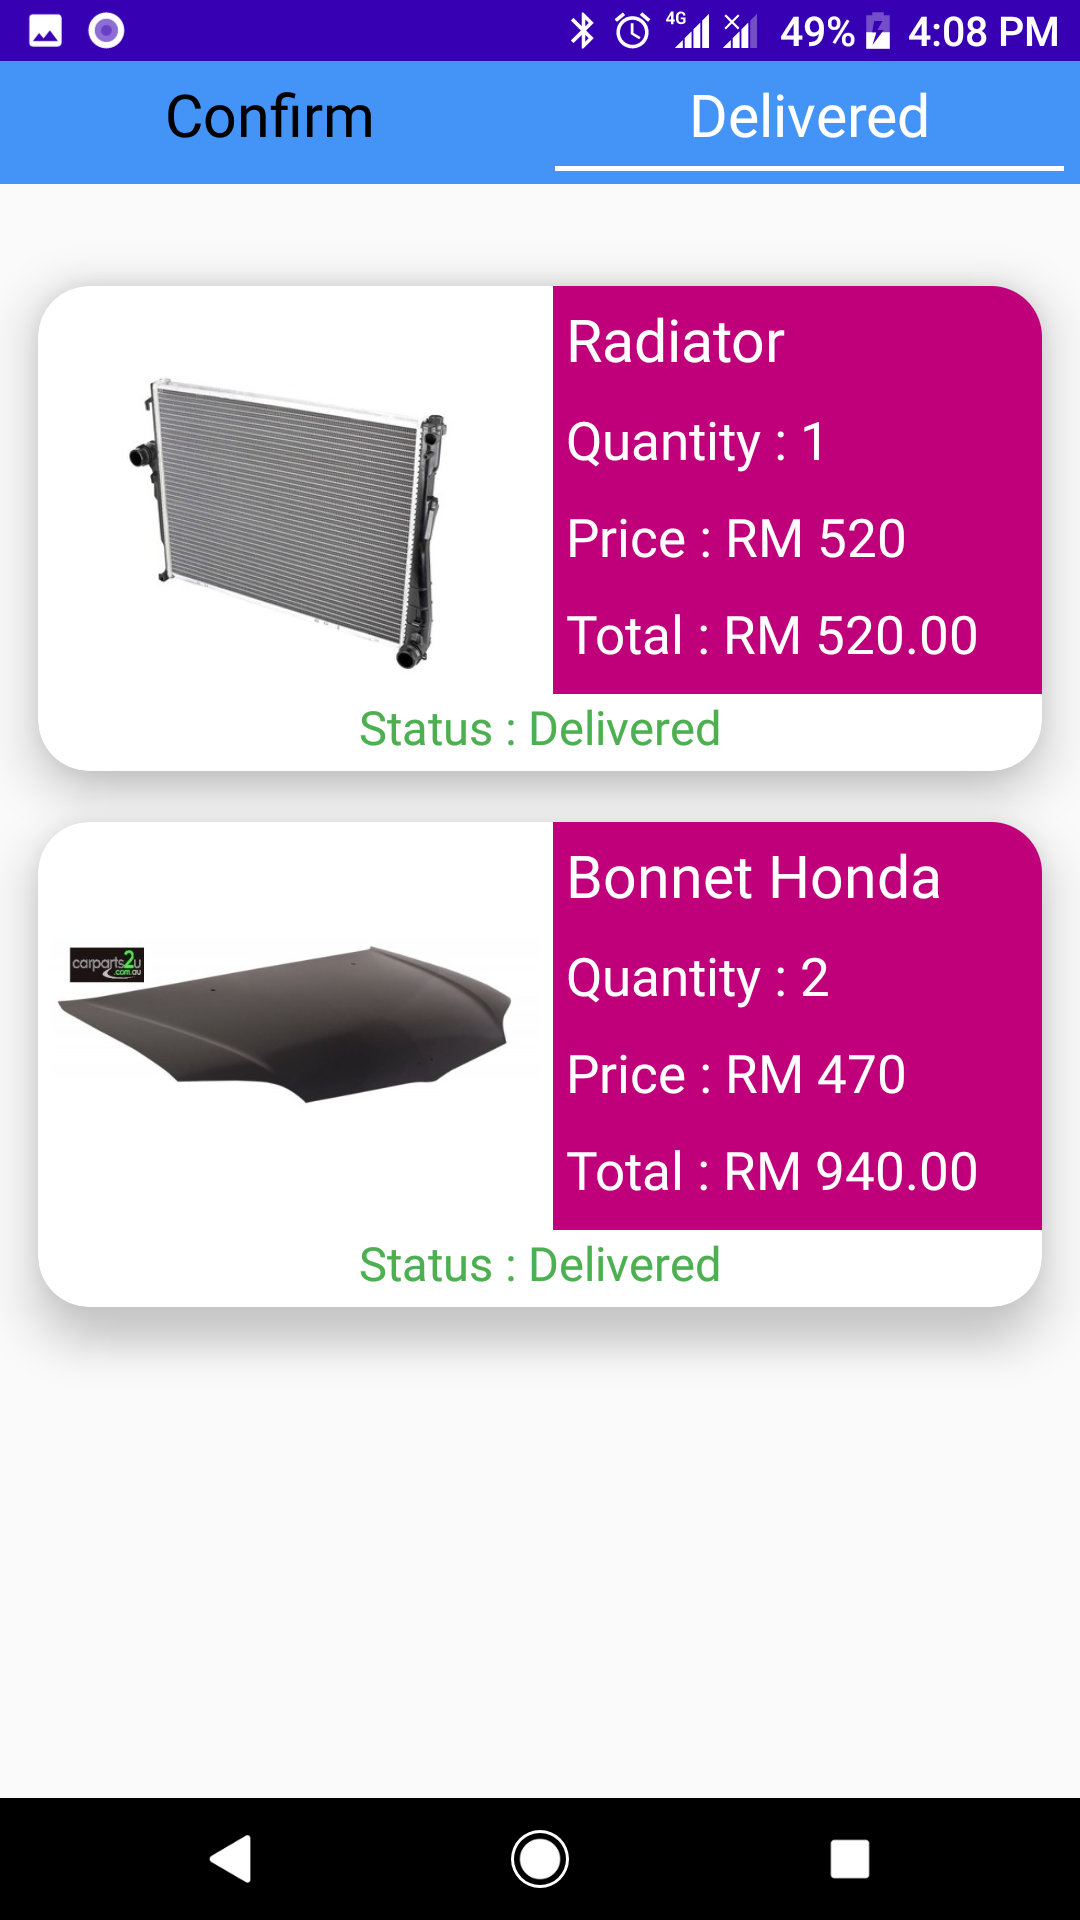 4G 49% 4:08 PM
Confirm Delivered
Radiator
Quantity : 1
Price : RM 520
Total : RM 520.00
Status : Delivered
Bonnet Honda
carparts2u
.com.au
Quantity : 2
Price : RM 470
Total : RM 940.00
Status : Delivered